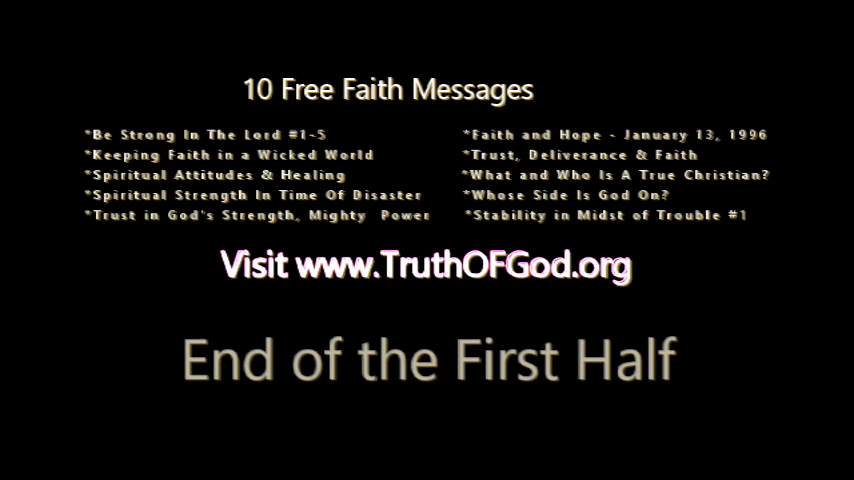 10 Free Faith Messages
*Be Strong In The Lord #1-5
*Keeping Faith in a Wicked World
*Spiritual Attitudes & Healing
*Spiritual Strength In Time Of Disaster
*Trust in God's Strength, Mighty Power
*Faith and Hope - January 13, 1996
*Trust, Deliverance & Faith
*What and Who Is A True Christian?
*Whose Side Is God On?
*Stability in Midst of Trouble #1
Visit www.TruthOFGod.org
End of the First Half